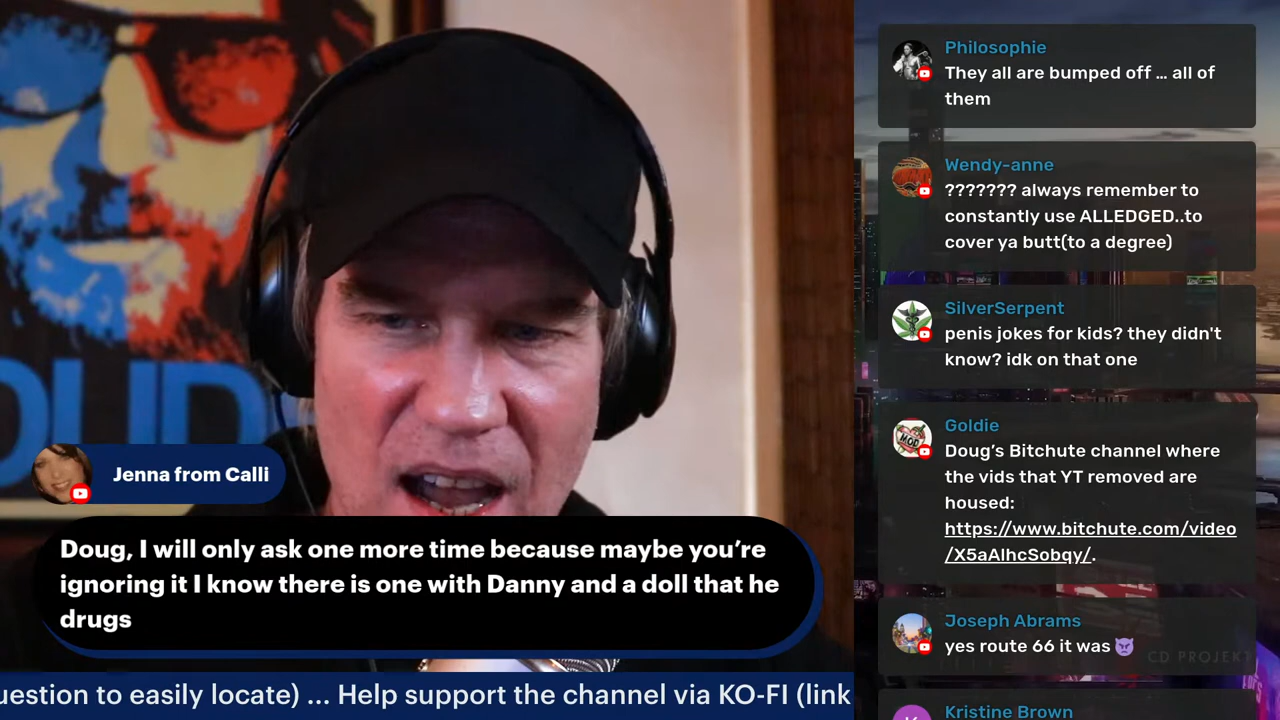 OUD
Jenna from Calli
Doug, I will only ask one more time because maybe you’re
ignoring it I know there is one with Danny and a doll that he
drugs
uestion to easily locate) ... Help support the channel via KO-FI (link
Philosophie
They all are bumped off ... all of
them
Wendy-anne
??????? always remember to
constantly use ALLEDGED..to
cover ya butt(to a degree)
SilverSerpent
penis jokes for kids? they didn't
know? idk on that one
Goldie
MOD
Doug’s Bitchute channel where
the vids that YT removed are
housed:
https://www.bitchute.com/video
/X5aAlhcSobqy/.
Joseph Abrams
yes route 66 it was 😈
CD PROJEKT
K
Kristine Brown